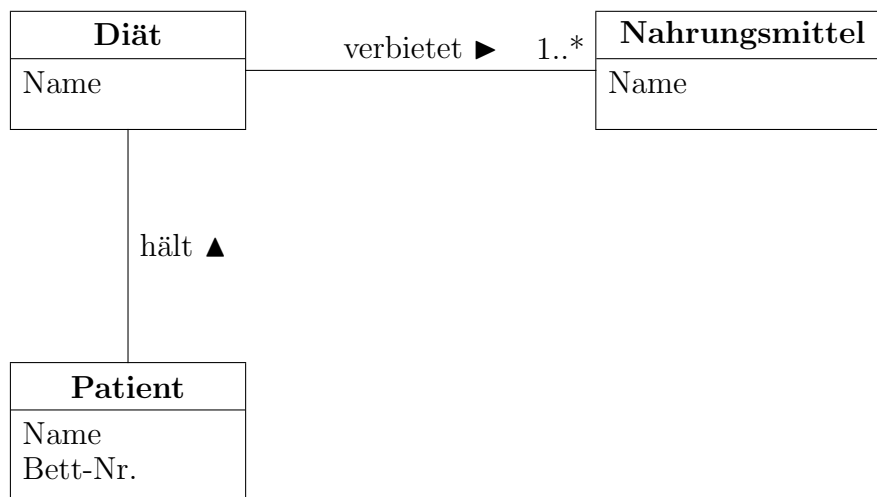 Diät
Name
verbietet ▶ 1..*
Nahrungsmittel
Name
hält ▲
Patient
Name
Bett-Nr.